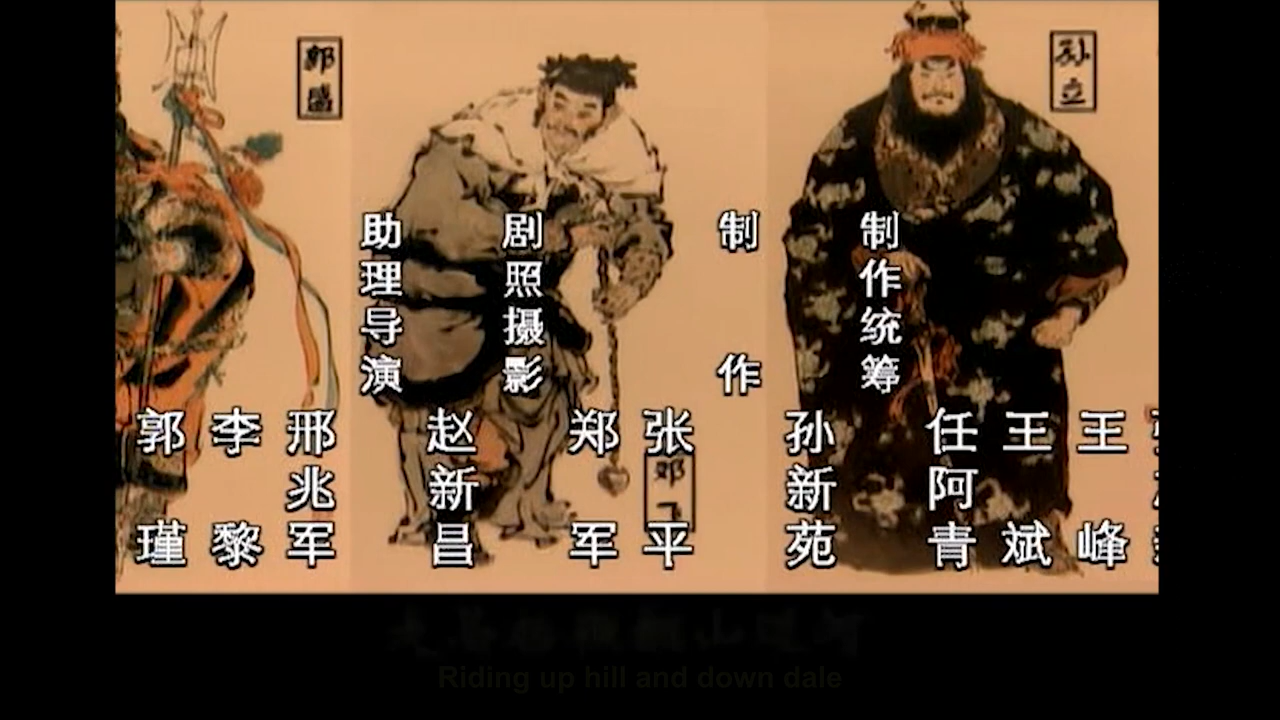 郭盛
孙立
郭瑾
李黎
邢兆军
助理导演
赵新昌
剧照摄影
郑军
张平
制作
孙新苑
制作统筹
任阿青
王斌
王峰
Riding up hill and down dale